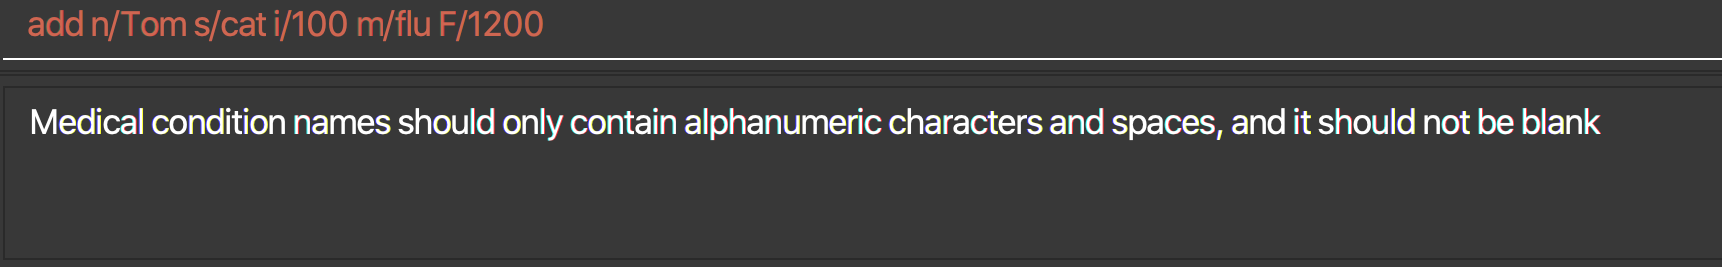 add n/Tom s/cat i/100 m/flu F/1200
Medical condition names should only contain alphanumeric characters and spaces, and it should not be blank